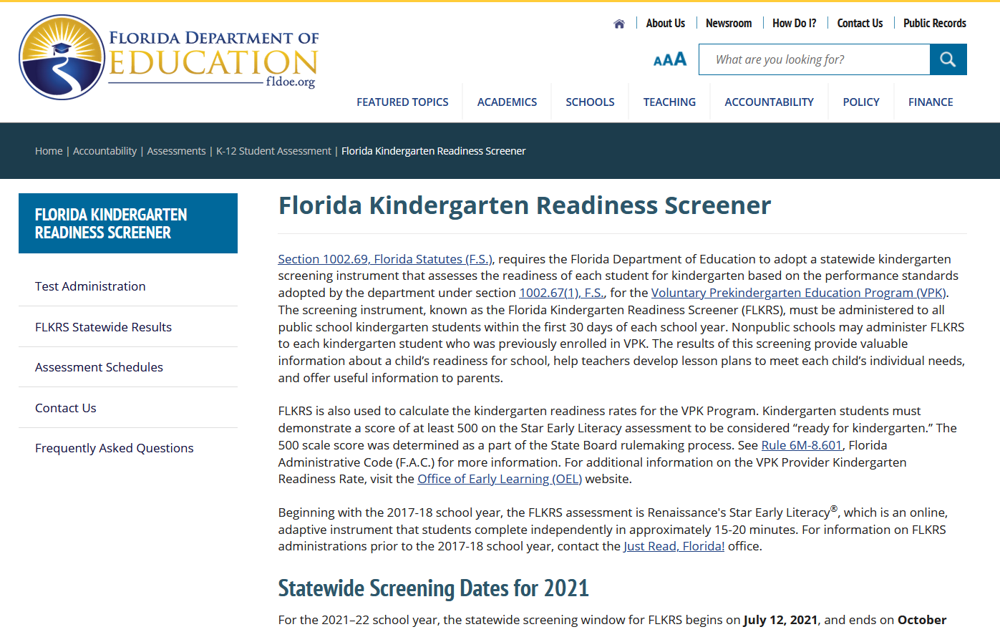 FLORIDA DEPARTMENT OF
EDUCATION
fldoe.org
About Us
Newsroom
How Do I?
Contact Us
Public Records
AAA
What are you looking for?
FEATURED TOPICS
ACADEMICS
SCHOOLS
TEACHING
ACCOUNTABILITY
POLICY
FINANCE
Home | Accountability | Assessments | K-12 Student Assessment | Florida Kindergarten Readiness Screener
FLORIDA KINDERGARTEN
READINESS SCREENER
Test Administration
FLKRS Statewide Results
Assessment Schedules
Contact Us
Frequently Asked Questions
Florida Kindergarten Readiness Screener
Section 1002.69, Florida Statutes (F.S.), requires the Florida Department of Education to adopt a statewide kindergarten
screening instrument that assesses the readiness of each student for kindergarten based on the performance standards
adopted by the department under section 1002.67(1), F.S., for the Voluntary Prekindergarten Education Program (VPK).
The screening instrument, known as the Florida Kindergarten Readiness Screener (FLKRS), must be administered to all
public school kindergarten students within the first 30 days of each school year. Nonpublic schools may administer FLKRS
to each kindergarten student who was previously enrolled in VPK. The results of this screening provide valuable
information about a child’s readiness for school, help teachers develop lesson plans to meet each child’s individual needs,
and offer useful information to parents.
FLKRS is also used to calculate the kindergarten readiness rates for the VPK Program. Kindergarten students must
demonstrate a score of at least 500 on the Star Early Literacy assessment to be considered “ready for kindergarten.” The
500 scale score was determined as a part of the State Board rulemaking process. See Rule 6M-8.601, Florida
Administrative Code (F.A.C.) for more information. For additional information on the VPK Provider Kindergarten
Readiness Rate, visit the Office of Early Learning (OEL) website.
Beginning with the 2017-18 school year, the FLKRS assessment is Renaissance's Star Early Literacy®, which is an online,
adaptive instrument that students complete independently in approximately 15-20 minutes. For information on FLKRS
administrations prior to the 2017-18 school year, contact the Just Read, Florida! office.
Statewide Screening Dates for 2021
For the 2021–22 school year, the statewide screening window for FLKRS begins on July 12, 2021, and ends on October